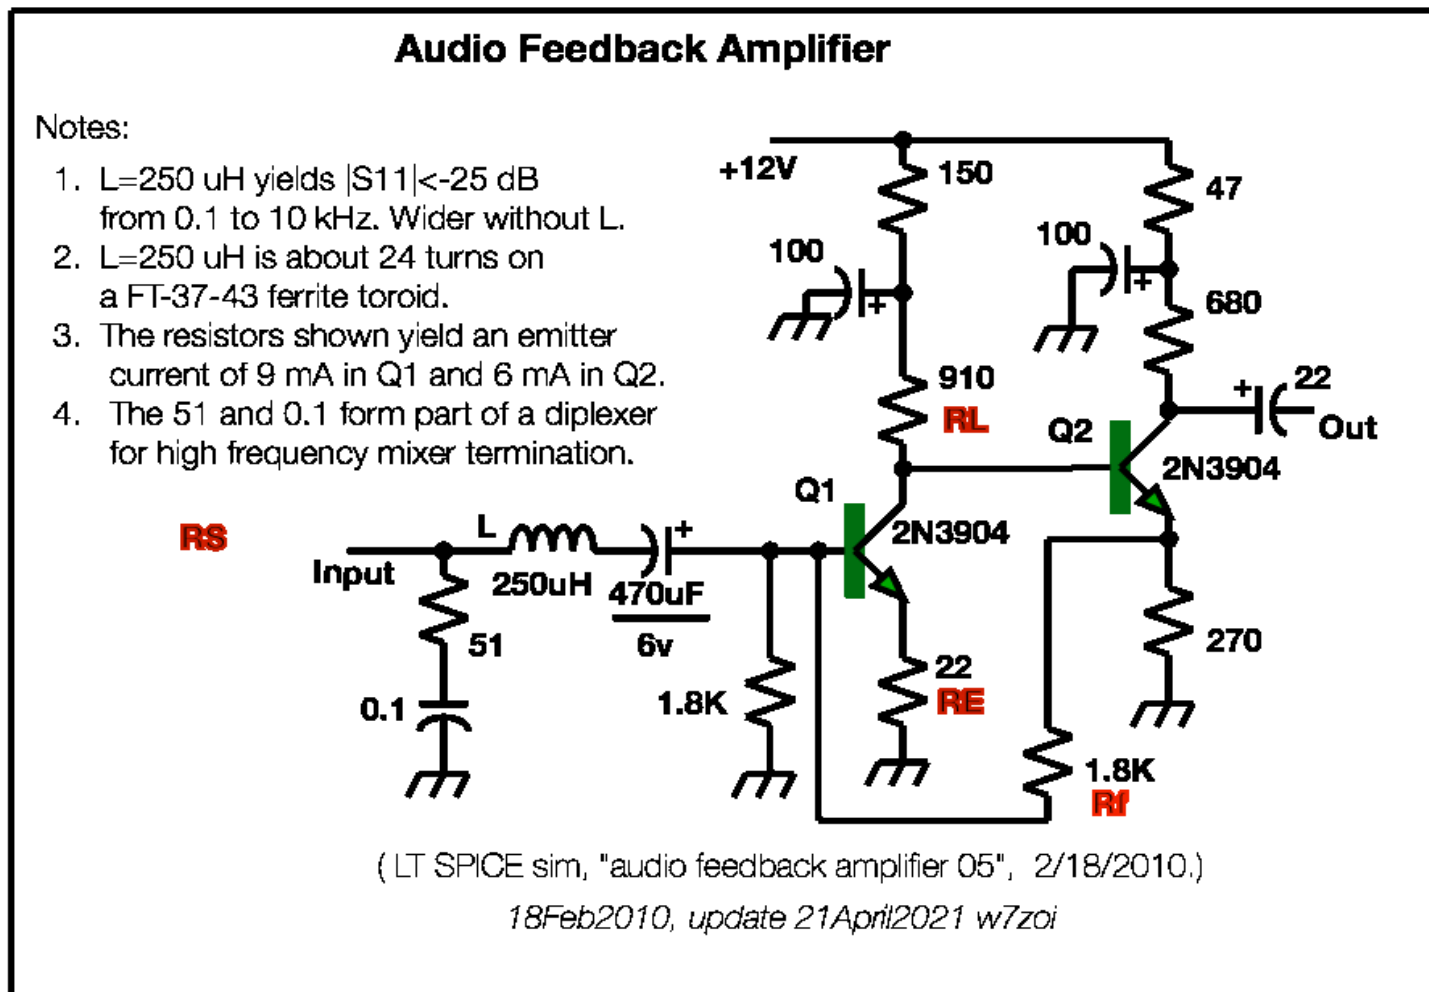 Audio Feedback Amplifier
Notes:
1. L=250 uH yields |S11|<-25 dB
from 0.1 to 10 kHz. Wider without L.
2. L=250 uH is about 24 turns on
a FT-37-43 ferrite toroid.
3. The resistors shown yield an emitter
current of 9 mA in Q1 and 6 mA in Q2.
4. The 51 and 0.1 form part of a diplexer
for high frequency mixer termination.
+12V
150
47
100
+
100
+
680
910
RL
+
22
Out
Q2
2N3904
Q1
2N3904
RS
Input
L
250uH
+
470uF
6v
51
0.1
1.8K
22
RE
270
1.8K
Rf
( LT SPICE sim, "audio feedback amplifier 05", 2/18/2010.)
18Feb2010, update 21April2021 w7zoi